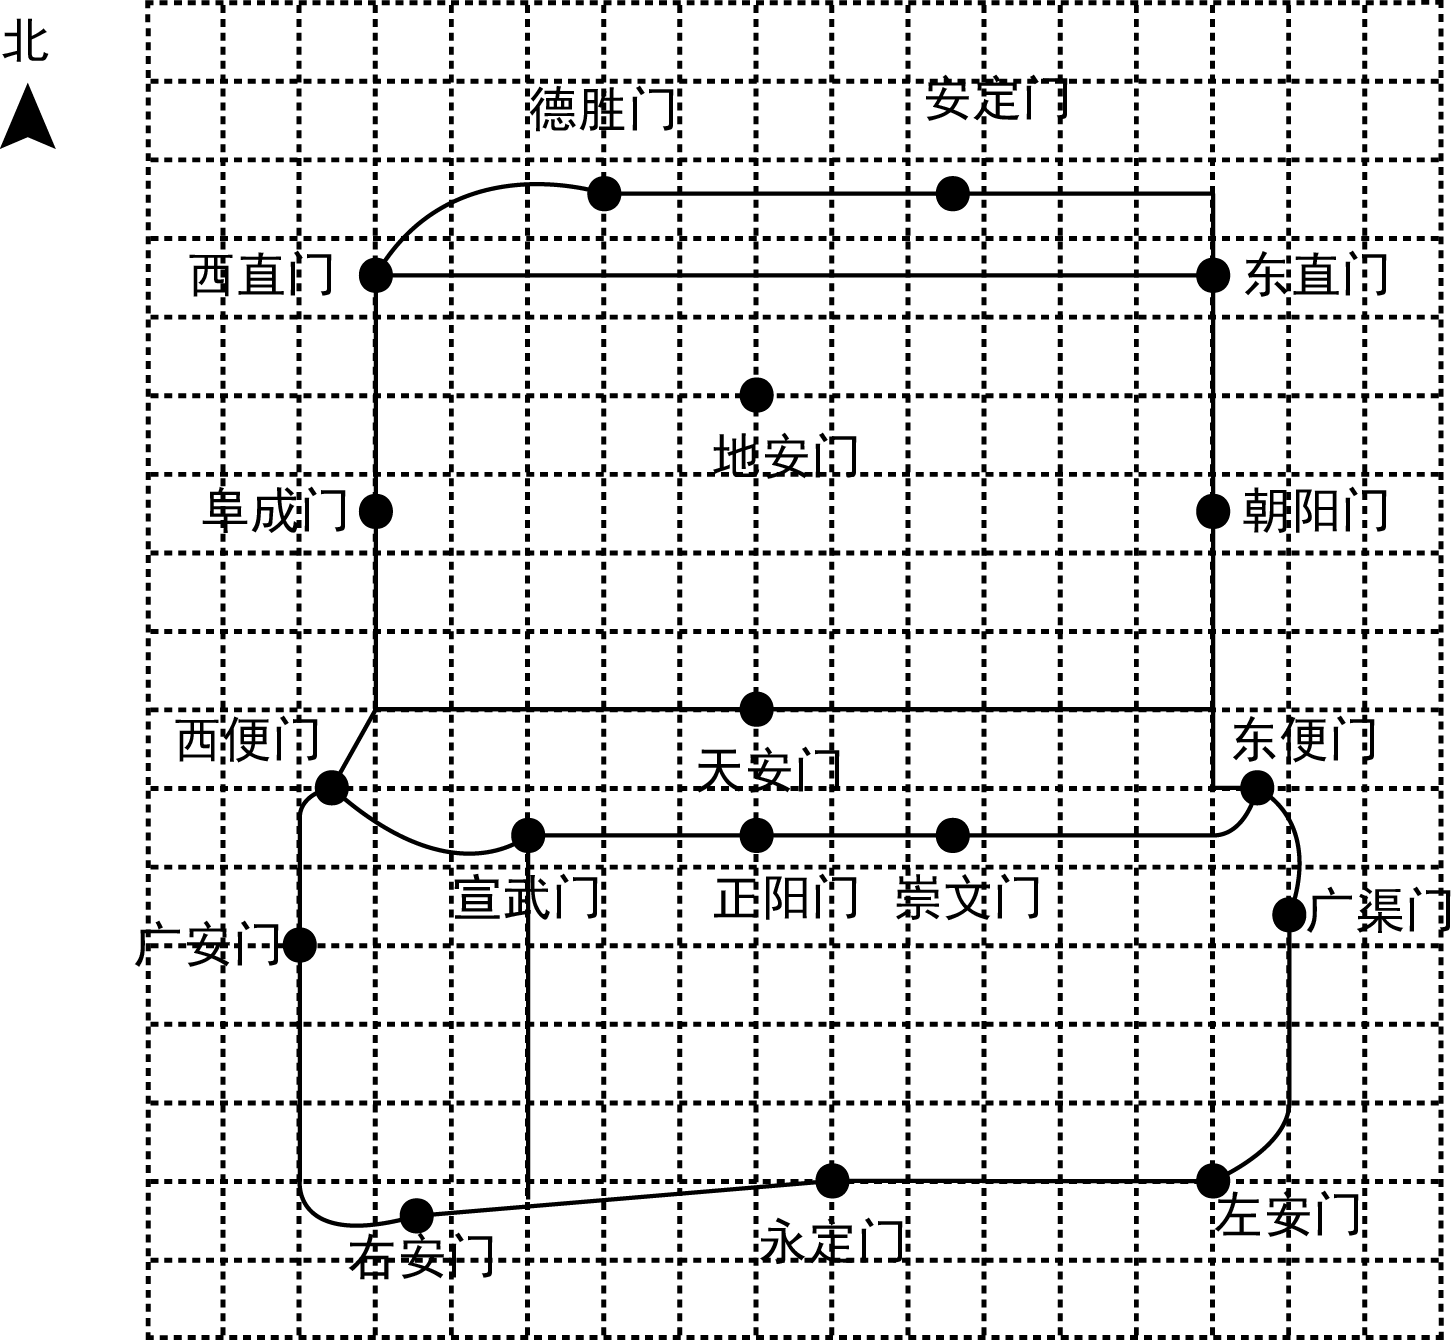 北
德胜门
安定门
西直门
东直门
地安门
阜成门
朝阳门
西便门
东便门
天安门
宣武门
正阳门
崇文门
广渠门
广安门
右安门
永定门
左安门